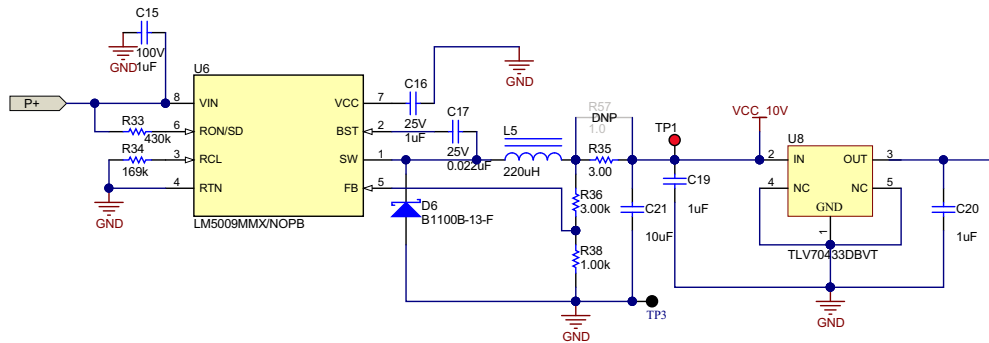 C15
100V
1uF
GND
P+
U6
8
VIN
R33
430k
6
RON/SD
R34
169k
3
RCL
4
RTN
GND
LM5009MMX/NOPB
VCC
7
BST
2
SW
1
FB
5
C16
25V
1uF
GND
C17
25V
0.022uF
D6
B1100B-13-F
L5
220uH
R57
DNP
1.0
R35
3.00
R36
3.00k
R38
1.00k
C21
10uF
GND
TP3
TP1
C19
1uF
VCC_10V
U8
2
IN
OUT
3
4
NC
NC
5
GND
1
TLV70433DBVT
C20
1uF
GND